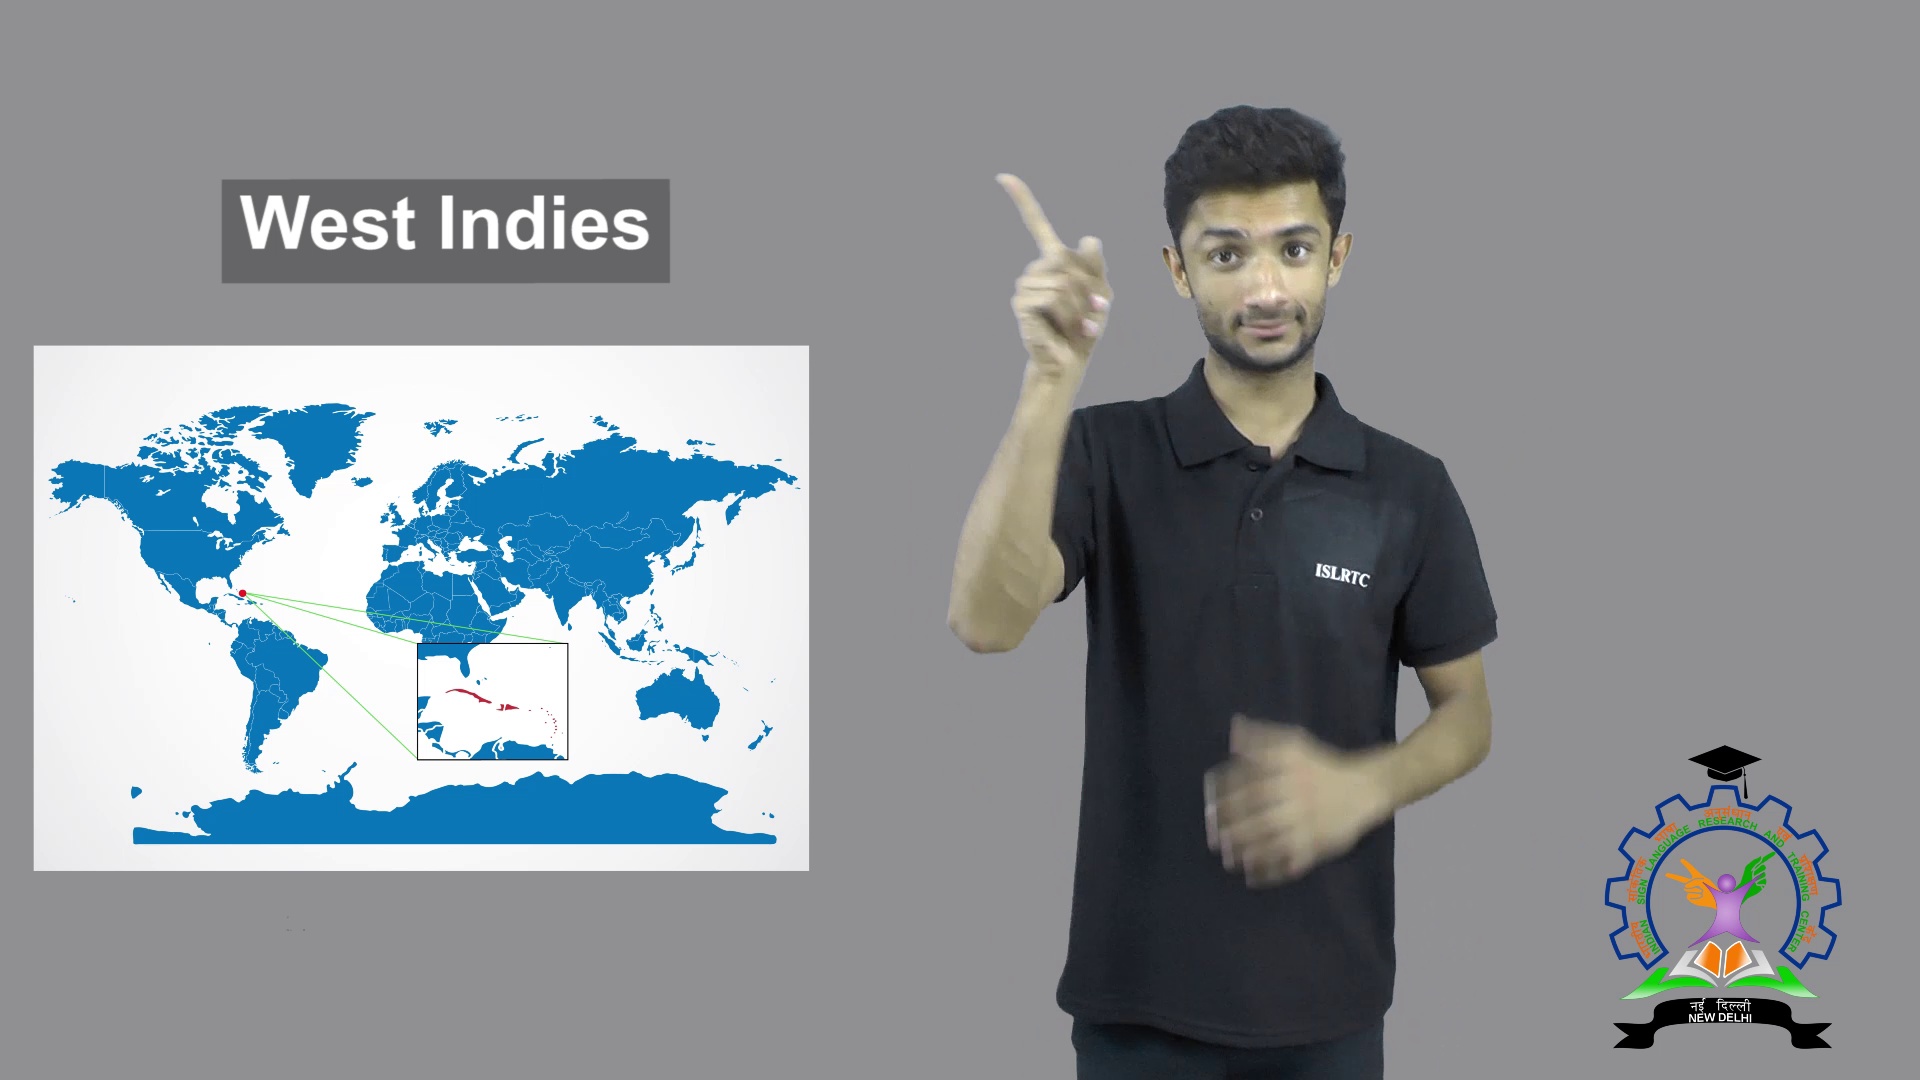 West Indies
ISLRTC
INDIAN SIGN LANGUAGE RESEARCH AND TRAINING CENTER
नई दिल्ली
NEW DELHI